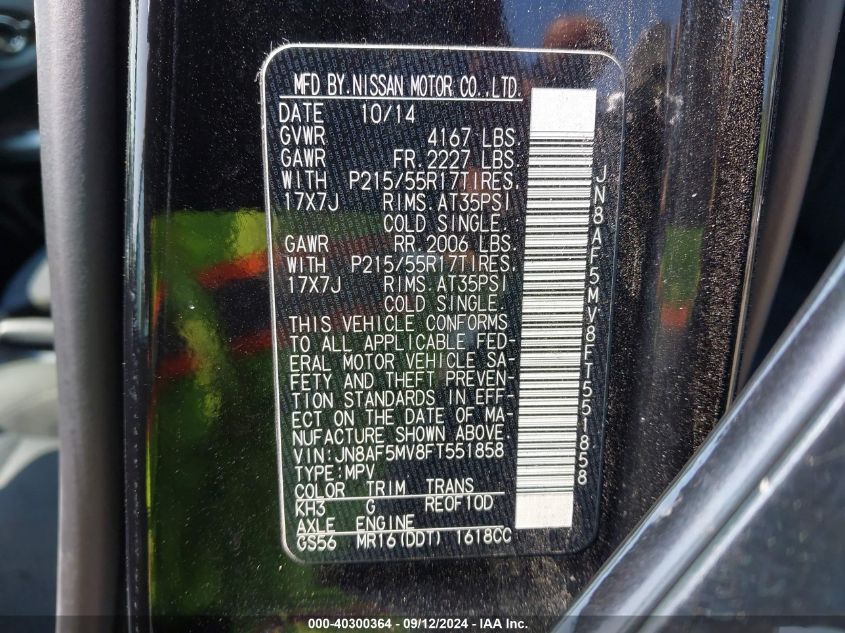 MFD BY.NISSAN MOTOR CO.,LTD.
DATE 10/14
GVWR 4167 LBS.
GAWR FR. 2227 LBS.
WITH P215/55R17TIRES.
17X7J RIMS. AT35PSI
COLD SINGLE.
GAWR RR. 2006 LBS.
WITH P215/55R17TIRES.
17X7J RIMS. AT35PSI
COLD SINGLE.
THIS VEHICLE CONFORMS
TO ALL APPLICABLE FED-
ERAL MOTOR VEHICLE SA-
FETY AND THEFT PREVEN-
TION STANDARDS IN EFF-
ECT ON THE DATE OF MA-
NUFACTURE SHOWN ABOVE.
VIN:JN8AF5MV8FT551858
TYPE:MPV
COLOR TRIM TRANS
KH3 G REOF10D
AXLE ENGINE
GS56 MR16(DDT) 1618CC
JN8AF5MV8FT551858
000-40300364 - 09/12/2024 - IAA Inc.